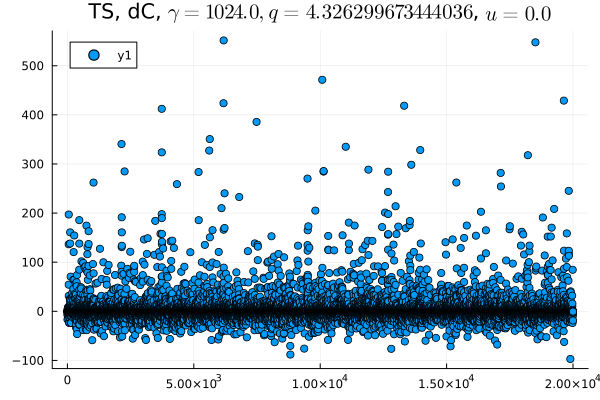 TS, dC, γ = 1024.0, q = 4.326299673444036, u = 0.0
y1
500
400
300
200
100
0
−100
0 5.00×10³ 1.00×10⁴ 1.50×10⁴ 2.00×10⁴